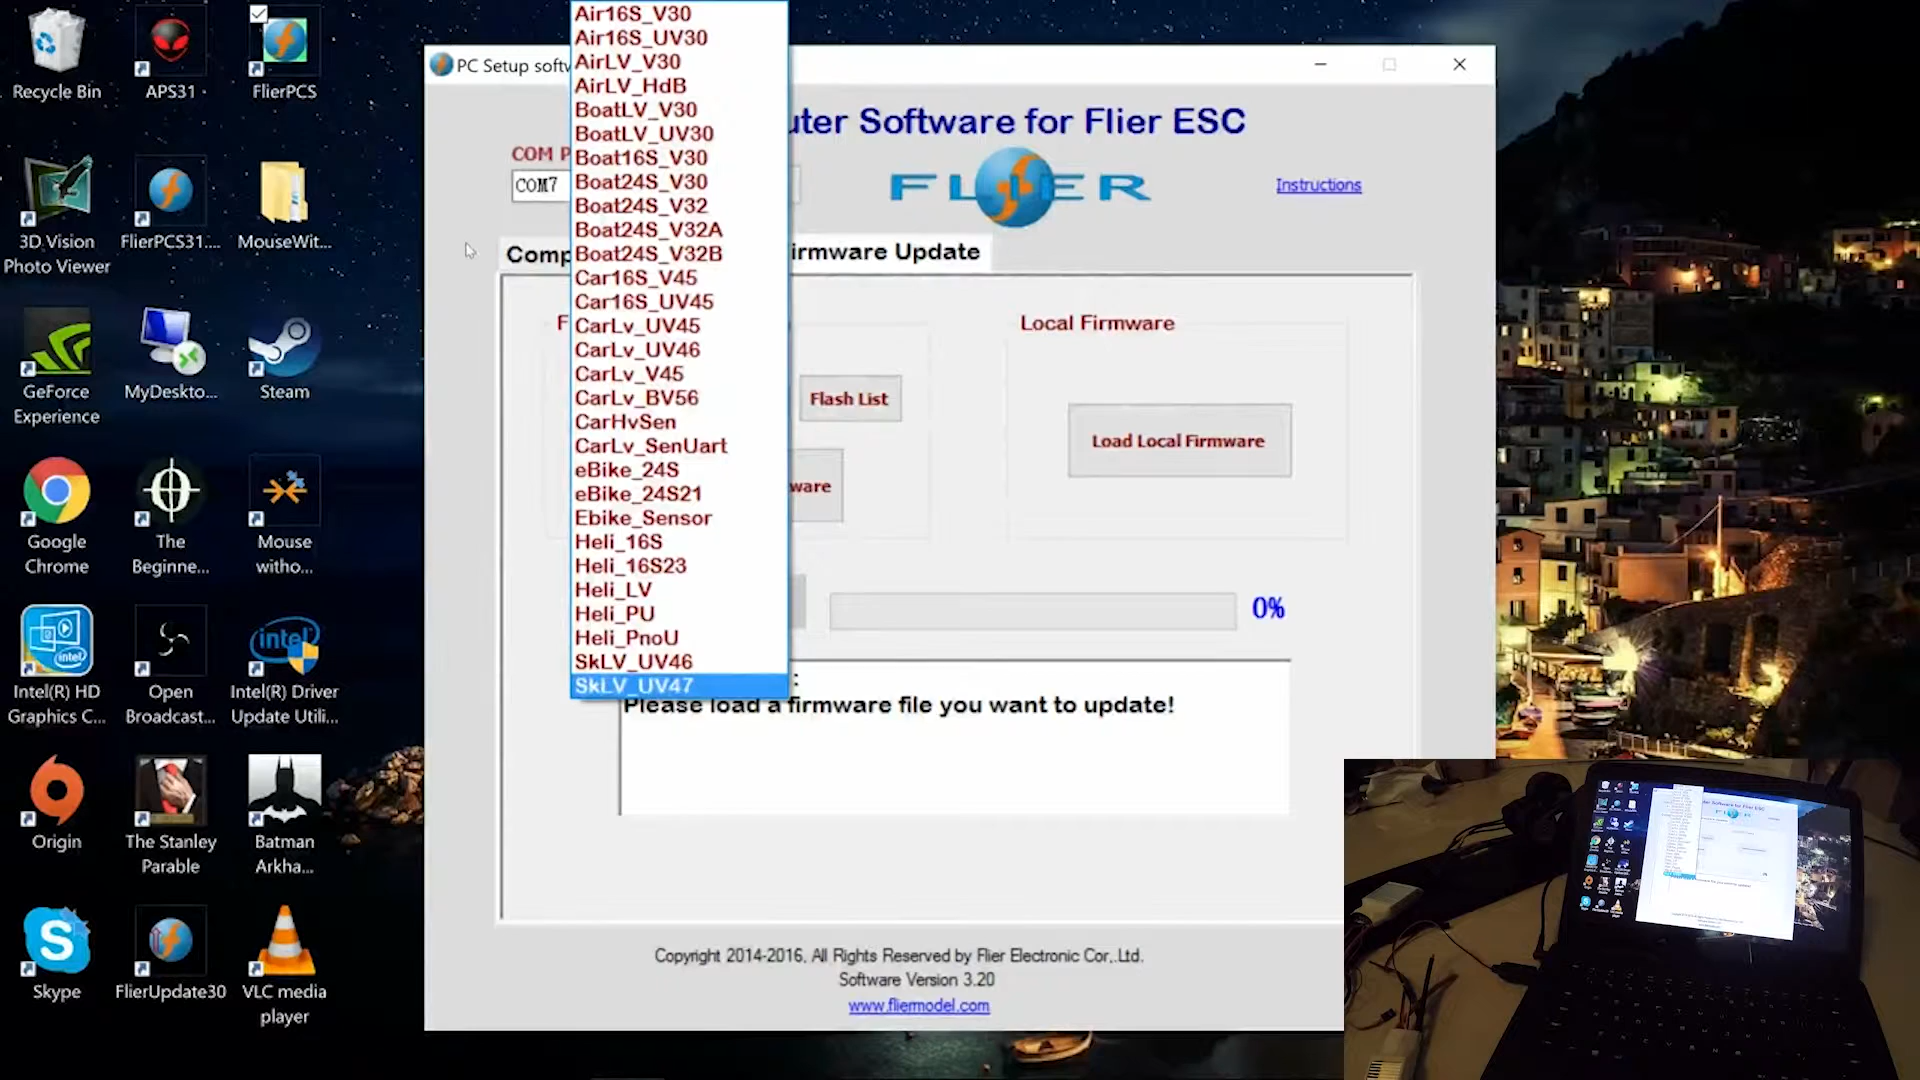 Recycle Bin
APS31
FlierPCS
3D Vision
Photo Viewer
FlierPCS31....
MouseWit...
GeForce
Experience
MyDeskto...
Steam
Google
Chrome
The
Beginne...
Mouse
witho...
Intel(R) HD
Graphics C...
Open
Broadcast...
Intel(R) Driver
Update Utili...
Origin
The Stanley
Parable
Batman
Arkha...
Skype
FlierUpdate30
VLC media
player
intel
intel
PC Setup softw
uter Software for Flier ESC
COM P
COM7
FLIER
Instructions
Comp
irmware Update
Air16S_V30
Air16S_UV30
AirLV_V30
AirLV_HdB
BoatLV_V30
BoatLV_UV30
Boat16S_V30
Boat24S_V30
Boat24S_V32
Boat24S_V32A
Boat24S_V32B
Car16S_V45
Car16S_UV45
CarLv_UV45
CarLv_UV46
CarLv_V45
CarLv_BV56
CarHvSen
CarLv_SenUart
eBike_24S
eBike_24S21
Ebike_Sensor
Heli_16S
Heli_16S23
Heli_LV
Heli_PU
Heli_PnoU
SkLV_UV46
SkLV_UV47
F
Flash List
ware
Local Firmware
Load Local Firmware
0%
:
Please load a firmware file you want to update!
Copyright 2014-2016, All Rights Reserved by Flier Electronic Cor,.Ltd.
Software Version 3.20
www.fliermodel.com